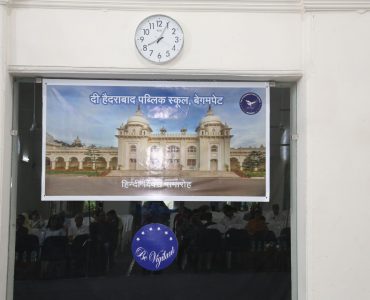 दी हैदराबाद पब्लिक स्कूल, बेगमपेट
हिन्दी दिवस समारोह
Be Vigilant